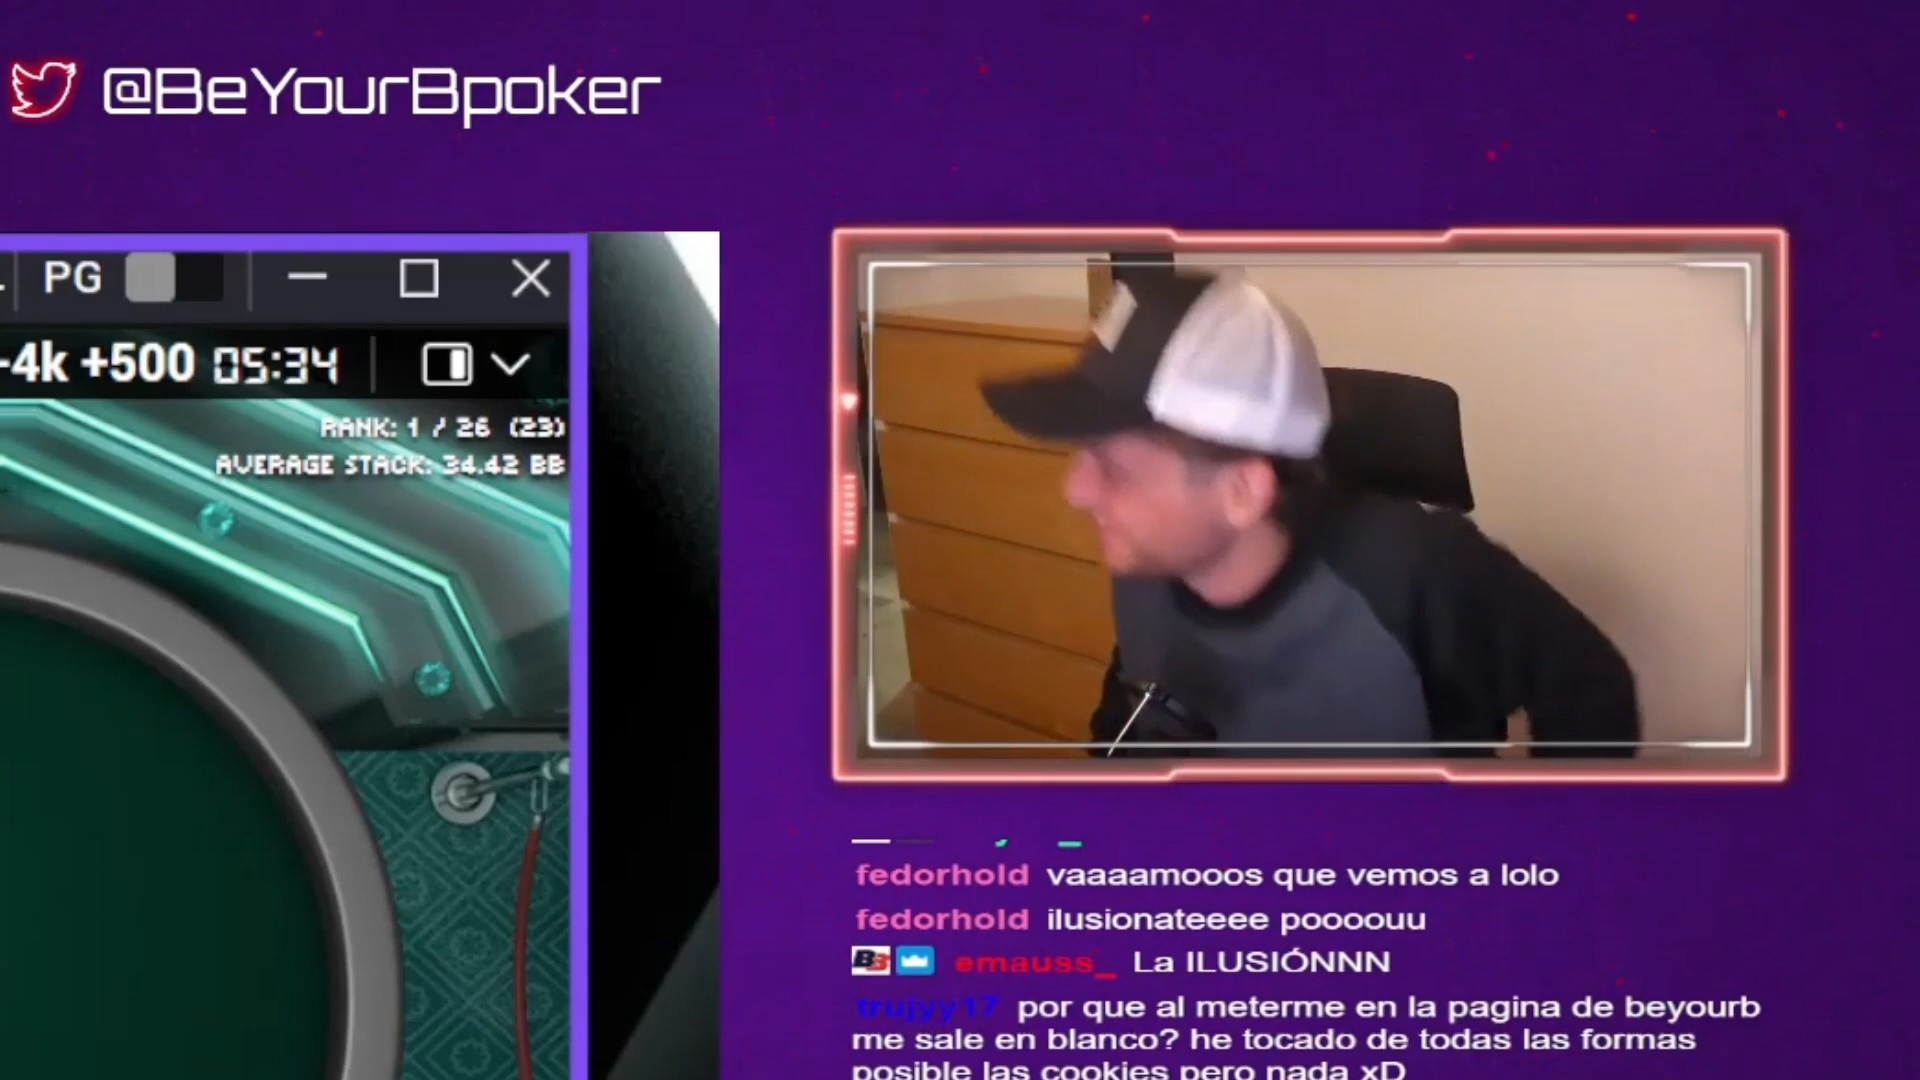 @BeYourBpoker
PG
-4k +500 05:34
RANK: 1 / 26 (23)
AVERAGE STACK: 34.42 BB
fedorhold vaaaamooos que vemos a lolo
fedorhold ilusionateeee poooouu
emauss_ La ILUSIÓNNN
trujyy17 por que al meterme en la pagina de beyourb
me sale en blanco? he tocado de todas las formas
posible las cookies pero nada xD